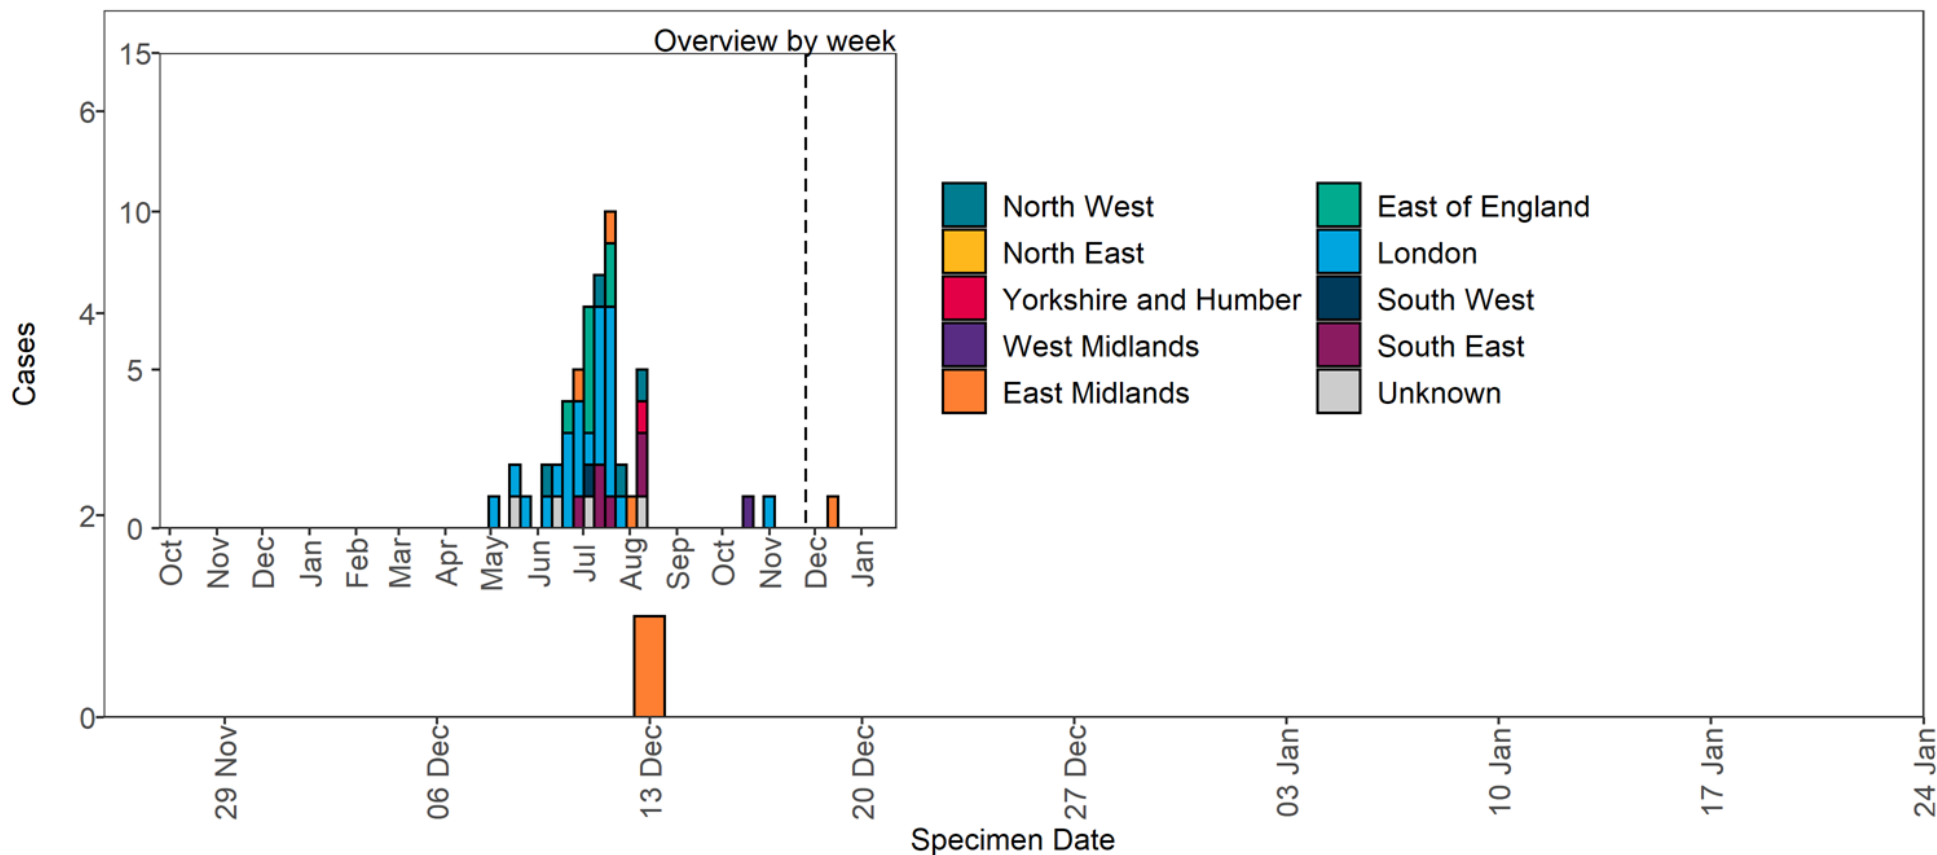 Overview by week
15
10
5
0
Oct Nov Dec Jan Feb Mar Apr May Jun Jul Aug Sep Oct Nov Dec Jan
North West
North East
Yorkshire and Humber
West Midlands
East Midlands
East of England
London
South West
South East
Unknown
Cases
6
4
2
0
29 Nov 06 Dec 13 Dec 20 Dec 27 Dec 03 Jan 10 Jan 17 Jan 24 Jan
Specimen Date